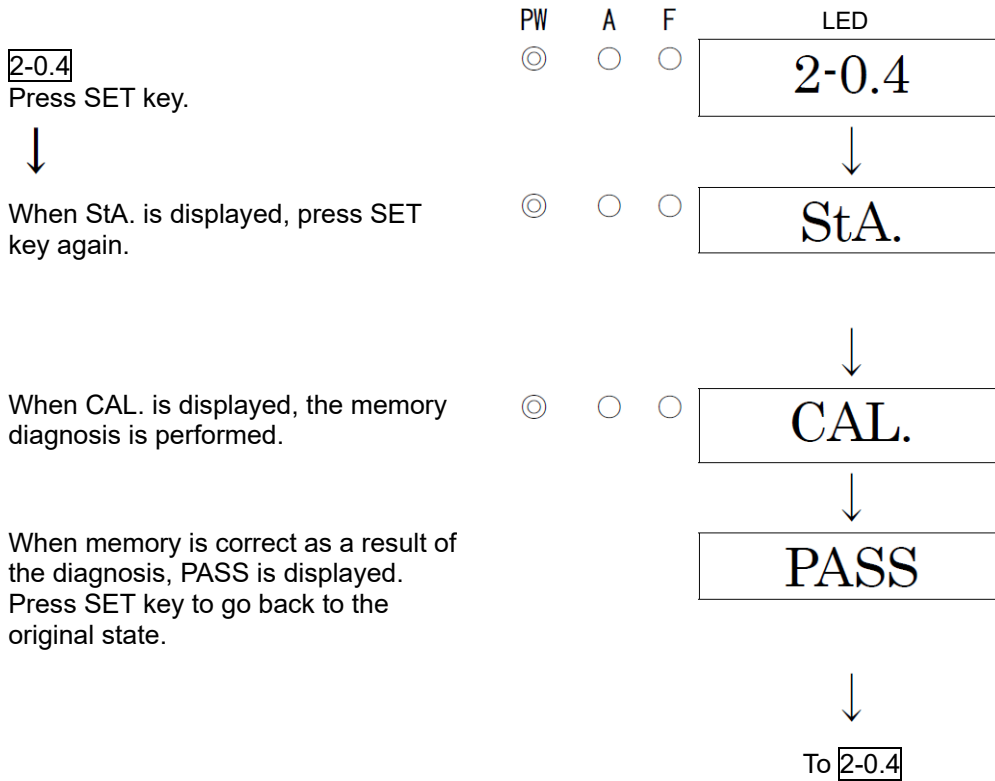 PW A F LED
2-0.4
2-0.4
Press SET key.
When StA. is displayed, press SET
key again.
StA.
When CAL. is displayed, the memory
diagnosis is performed.
CAL.
When memory is correct as a result of
the diagnosis, PASS is displayed.
Press SET key to go back to the
original state.
PASS
To 2-0.4